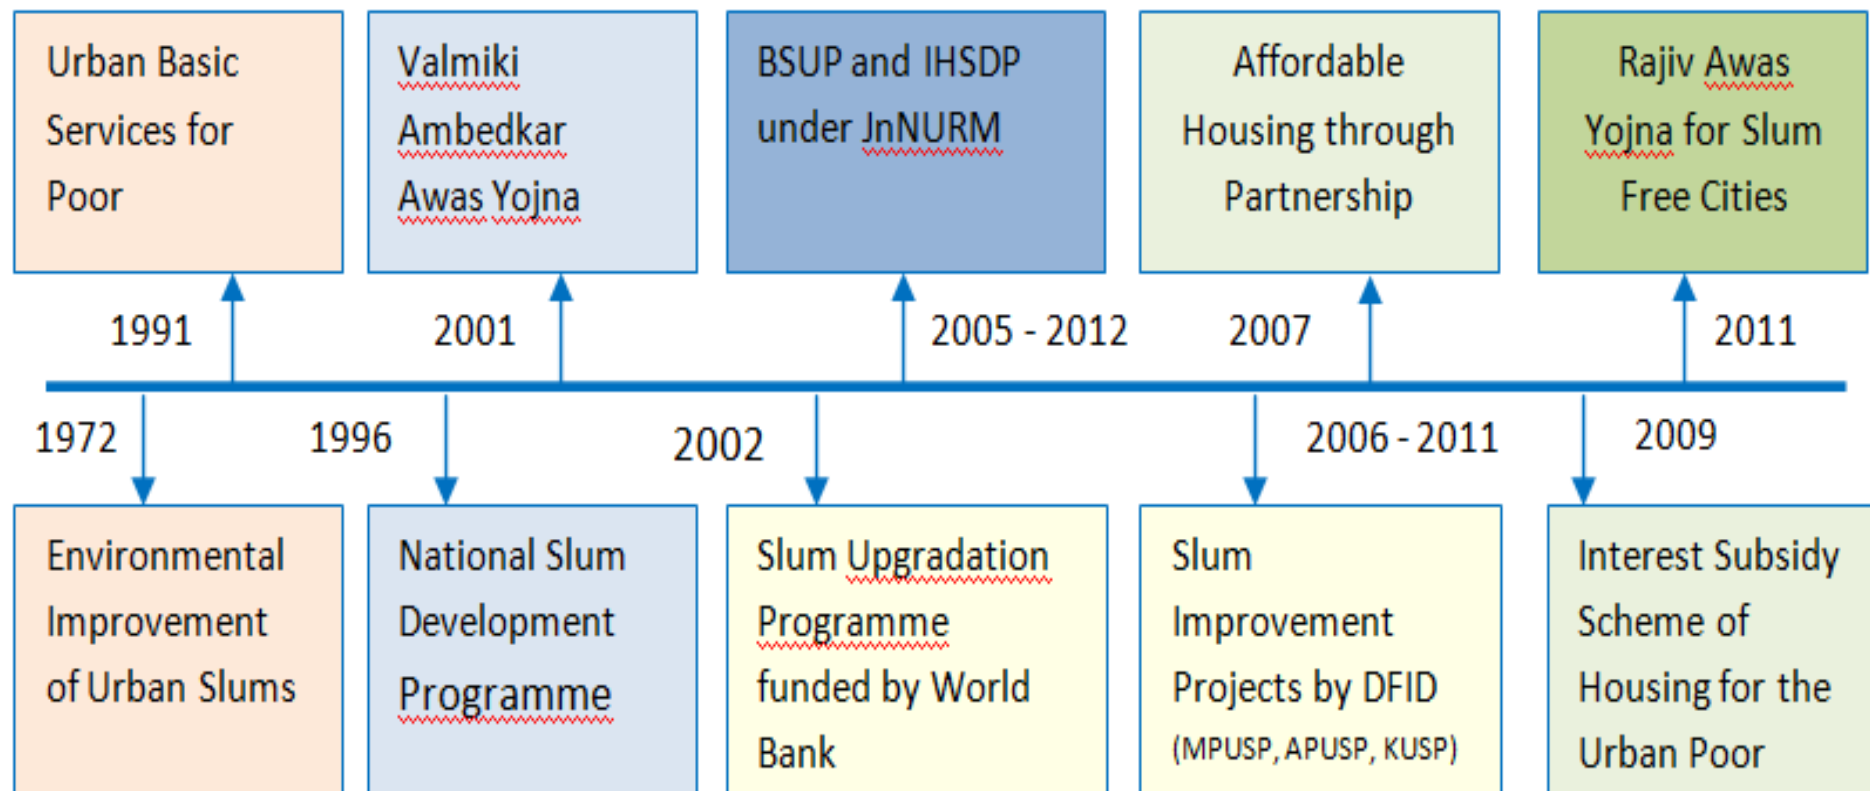 Urban Basic
Services for
Poor
Valmiki
Ambedkar
Awas Yojna
BSUP and IHSDP
under JnNURM
Affordable
Housing through
Partnership
Rajiv Awas
Yojna for Slum
Free Cities
1991
2001
2005 - 2012
2007
2011
1972
1996
2002
2006 - 2011
2009
Environmental
Improvement
of Urban Slums
National Slum
Development
Programme
Slum Upgradation
Programme
funded by World
Bank
Slum
Improvement
Projects by DFID
(MPUSP, APUSP, KUSP)
Interest Subsidy
Scheme of
Housing for the
Urban Poor